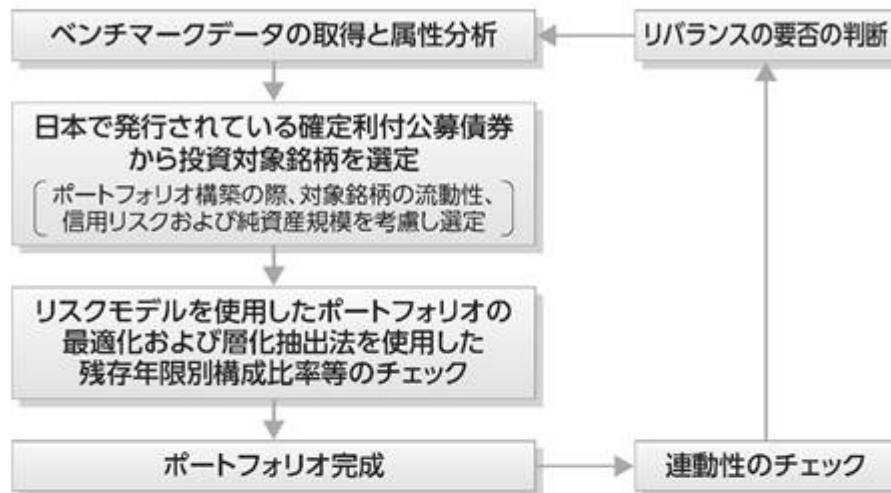 ベンチマークデータの取得と属性分析
リバランスの要否の判断
日本で発行されている確定利付公募債券
から投資対象銘柄を選定
ポートフォリオ構築の際、対象銘柄の流動性、
信用リスクおよび純資産規模を考慮し選定
リスクモデルを使用したポートフォリオの
最適化および層化抽出法を使用した
残存年限別構成比率等のチェック
ポートフォリオ完成
連動性のチェック